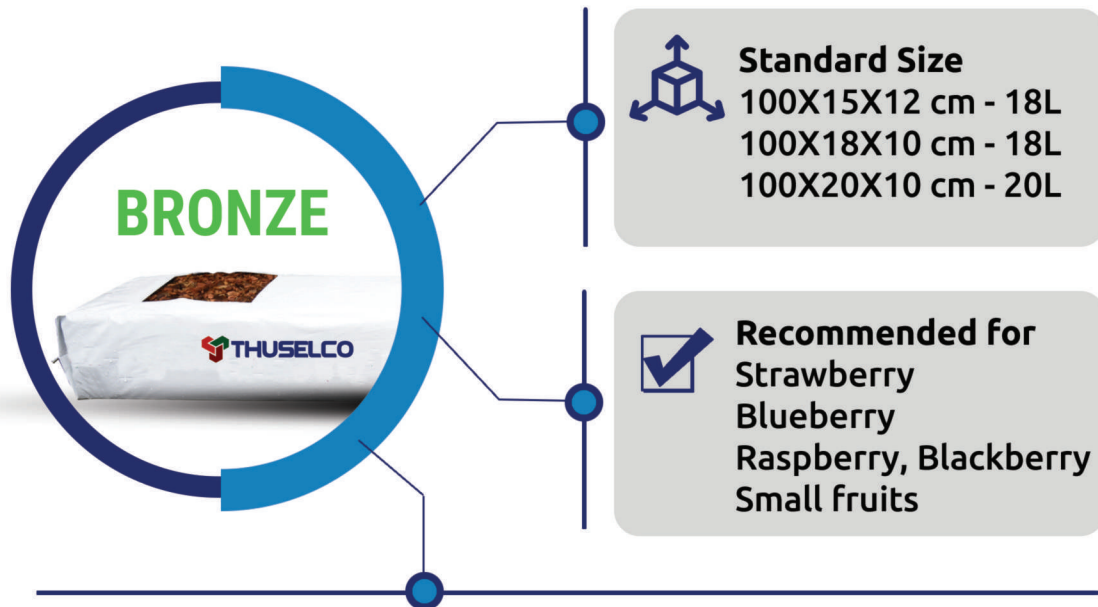 BRONZE
THUSELCO
Standard Size
100X15X12 cm - 18L
100X18X10 cm - 18L
100X20X10 cm - 20L
Recommended for
Strawberry
Blueberry
Raspberry, Blackberry
Small fruits